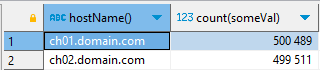 ABC hostName() 123 count(someVal)
1 ch01.domain.com 500 489
2 ch02.domain.com 499 511